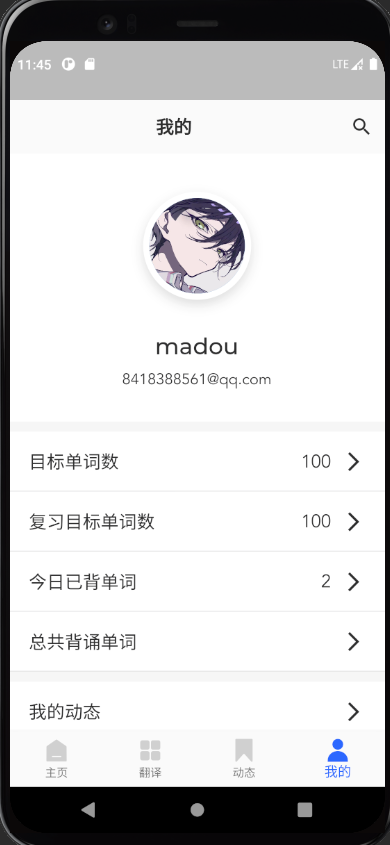 11:45
LTE
我的
madou
8418388561@qq.com
目标单词数 100
复习目标单词数 100
今日已背单词 2
总共背诵单词
我的动态
主页 翻译 动态 我的